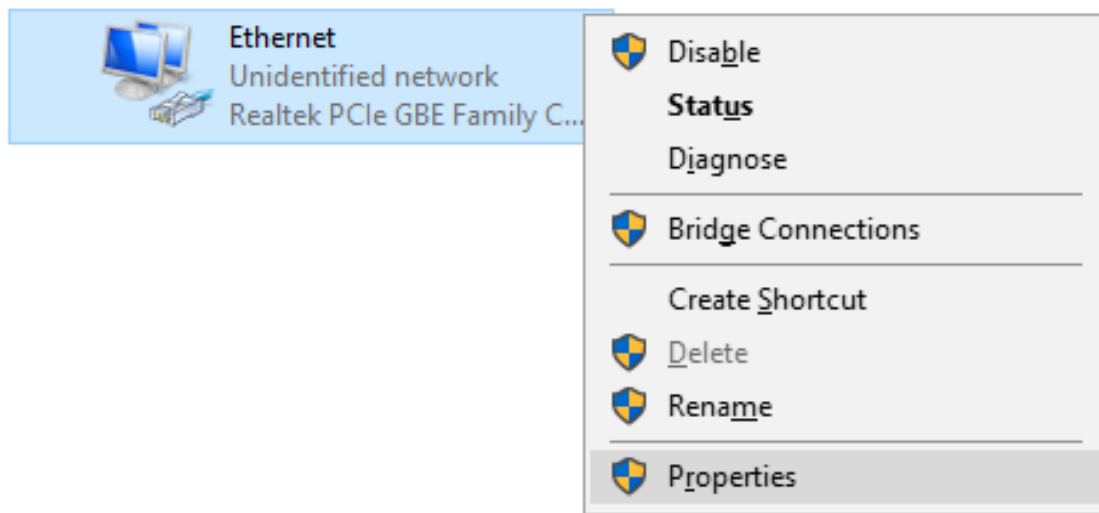 Ethernet
Unidentified network
Realtek PCIe GBE Family C...
Disable
Status
Diagnose
Bridge Connections
Create Shortcut
Delete
Rename
Properties